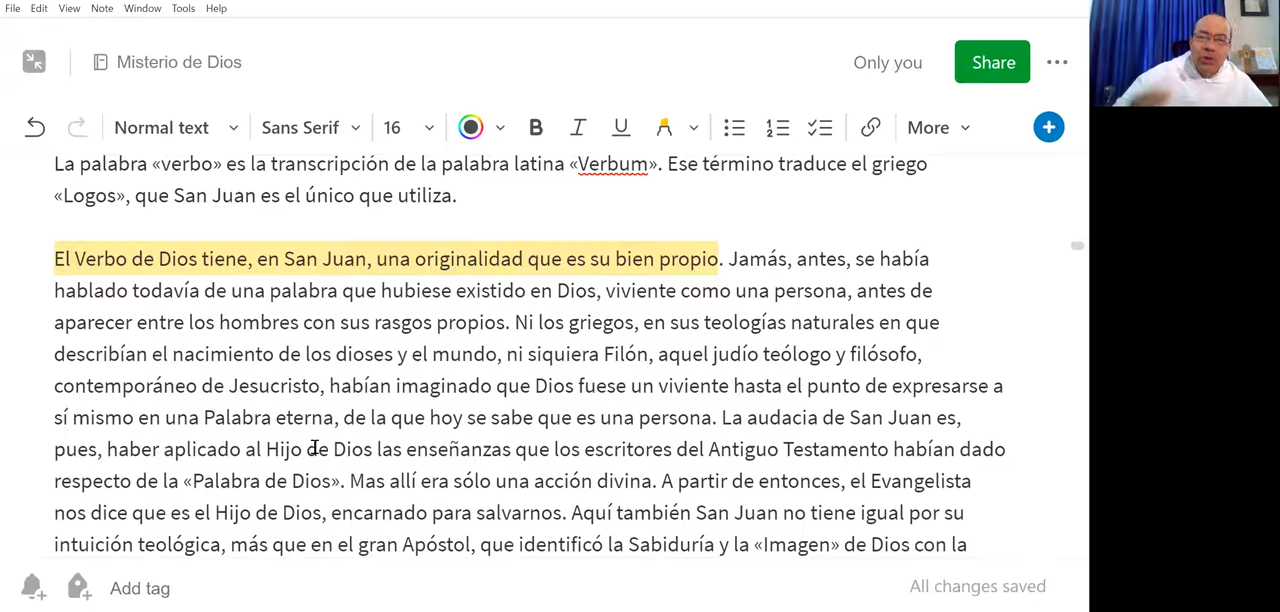 File Edit View Note Window Tools Help
Misterio de Dios Only you Share
Normal text Sans Serif 16 B I U A More
La palabra «verbo» es la transcripción de la palabra latina «Verbum». Ese término traduce el griego
«Logos», que San Juan es el único que utiliza.
El Verbo de Dios tiene, en San Juan, una originalidad que es su bien propio. Jamás, antes, se había
hablado todavía de una palabra que hubiese existido en Dios, viviente como una persona, antes de
aparecer entre los hombres con sus rasgos propios. Ni los griegos, en sus teologías naturales en que
describían el nacimiento de los dioses y el mundo, ni siquiera Filón, aquel judío teólogo y filósofo,
contemporáneo de Jesucristo, habían imaginado que Dios fuese un viviente hasta el punto de expresarse a
sí mismo en una Palabra eterna, de la que hoy se sabe que es una persona. La audacia de San Juan es,
pues, haber aplicado al Hijo de Dios las enseñanzas que los escritores del Antiguo Testamento habían dado
respecto de la «Palabra de Dios». Mas allí era sólo una acción divina. A partir de entonces, el Evangelista
nos dice que es el Hijo de Dios, encarnado para salvarnos. Aquí también San Juan no tiene igual por su
intuición teológica, más que en el gran Apóstol, que identificó la Sabiduría y la «Imagen» de Dios con la
Add tag All changes saved